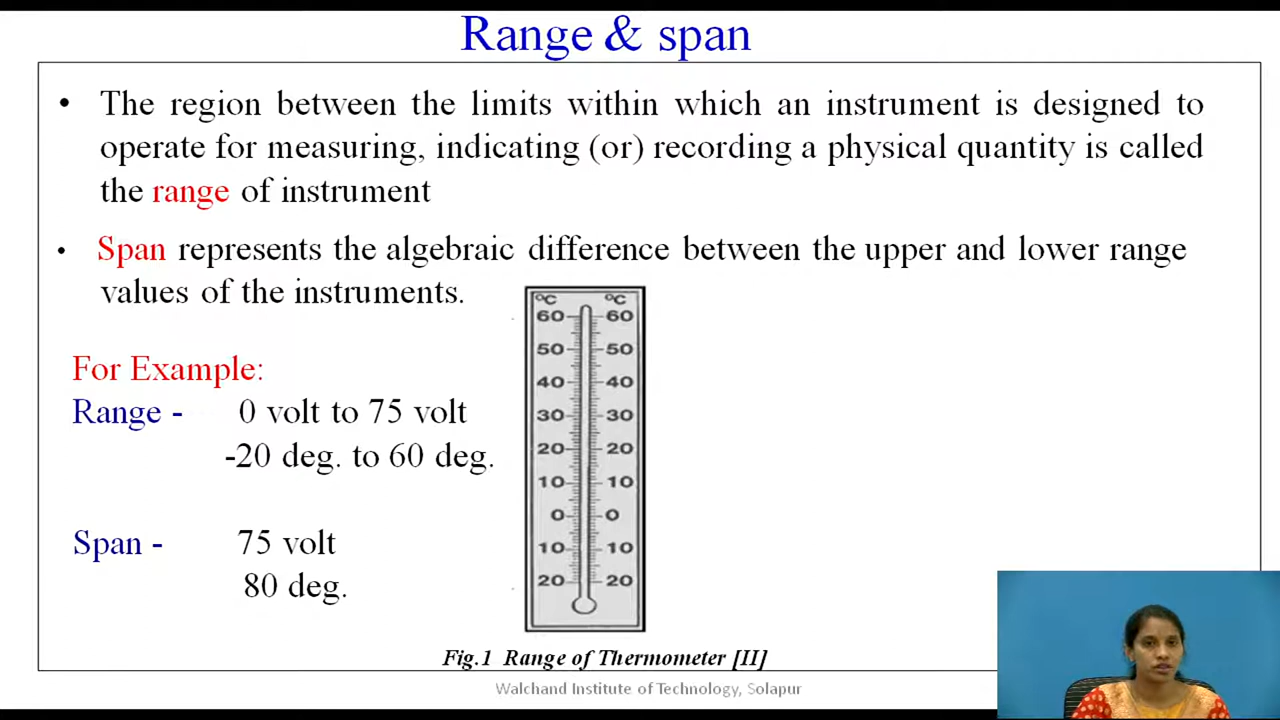 Range & span
• The region between the limits within which an instrument is designed to
operate for measuring, indicating (or) recording a physical quantity is called
the range of instrument
• Span represents the algebraic difference between the upper and lower range
values of the instruments.
For Example:
Range - 0 volt to 75 volt
-20 deg. to 60 deg.
Span - 75 volt
80 deg.
°C °C
60 60
50 50
40 40
30 30
20 20
10 10
0 0
10 10
20 20
Fig.1 Range of Thermometer [II]
Walchand Institute of Technology, Solapur